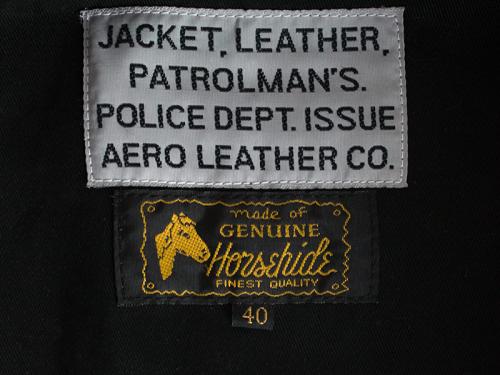 JACKET, LEATHER,
PATROLMAN'S.
POLICE DEPT. ISSUE
AERO LEATHER CO.
made of
GENUINE
Horsehide
FINEST QUALITY
40